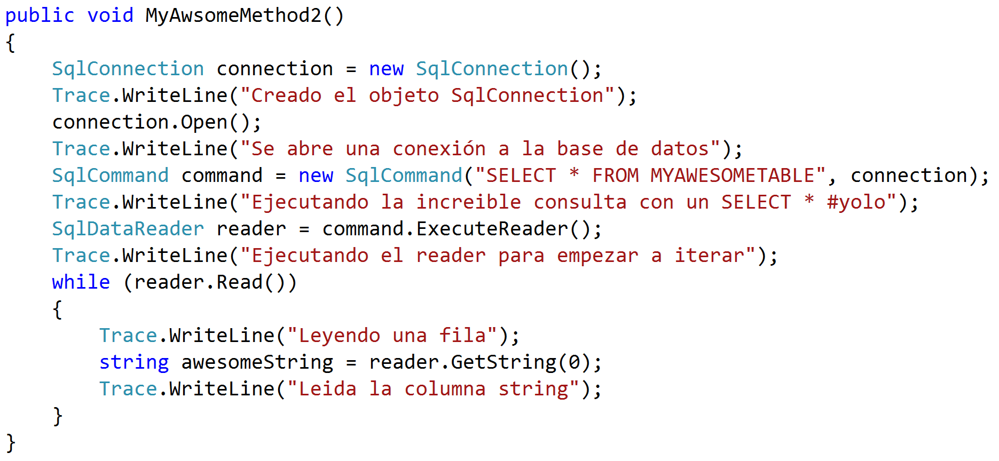 public void MyAwsomeMethod2()
{
    SqlConnection connection = new SqlConnection();
    Trace.WriteLine("Creado el objeto SqlConnection");
    connection.Open();
    Trace.WriteLine("Se abre una conexión a la base de datos");
    SqlCommand command = new SqlCommand("SELECT * FROM MYAWESOMETABLE", connection);
    Trace.WriteLine("Ejecutando la increible consulta con un SELECT * #yolo");
    SqlDataReader reader = command.ExecuteReader();
    Trace.WriteLine("Ejecutando el reader para empezar a iterar");
    while (reader.Read())
    {
        Trace.WriteLine("Leyendo una fila");
        string awesomeString = reader.GetString(0);
        Trace.WriteLine("Leida la columna string");
    }
}